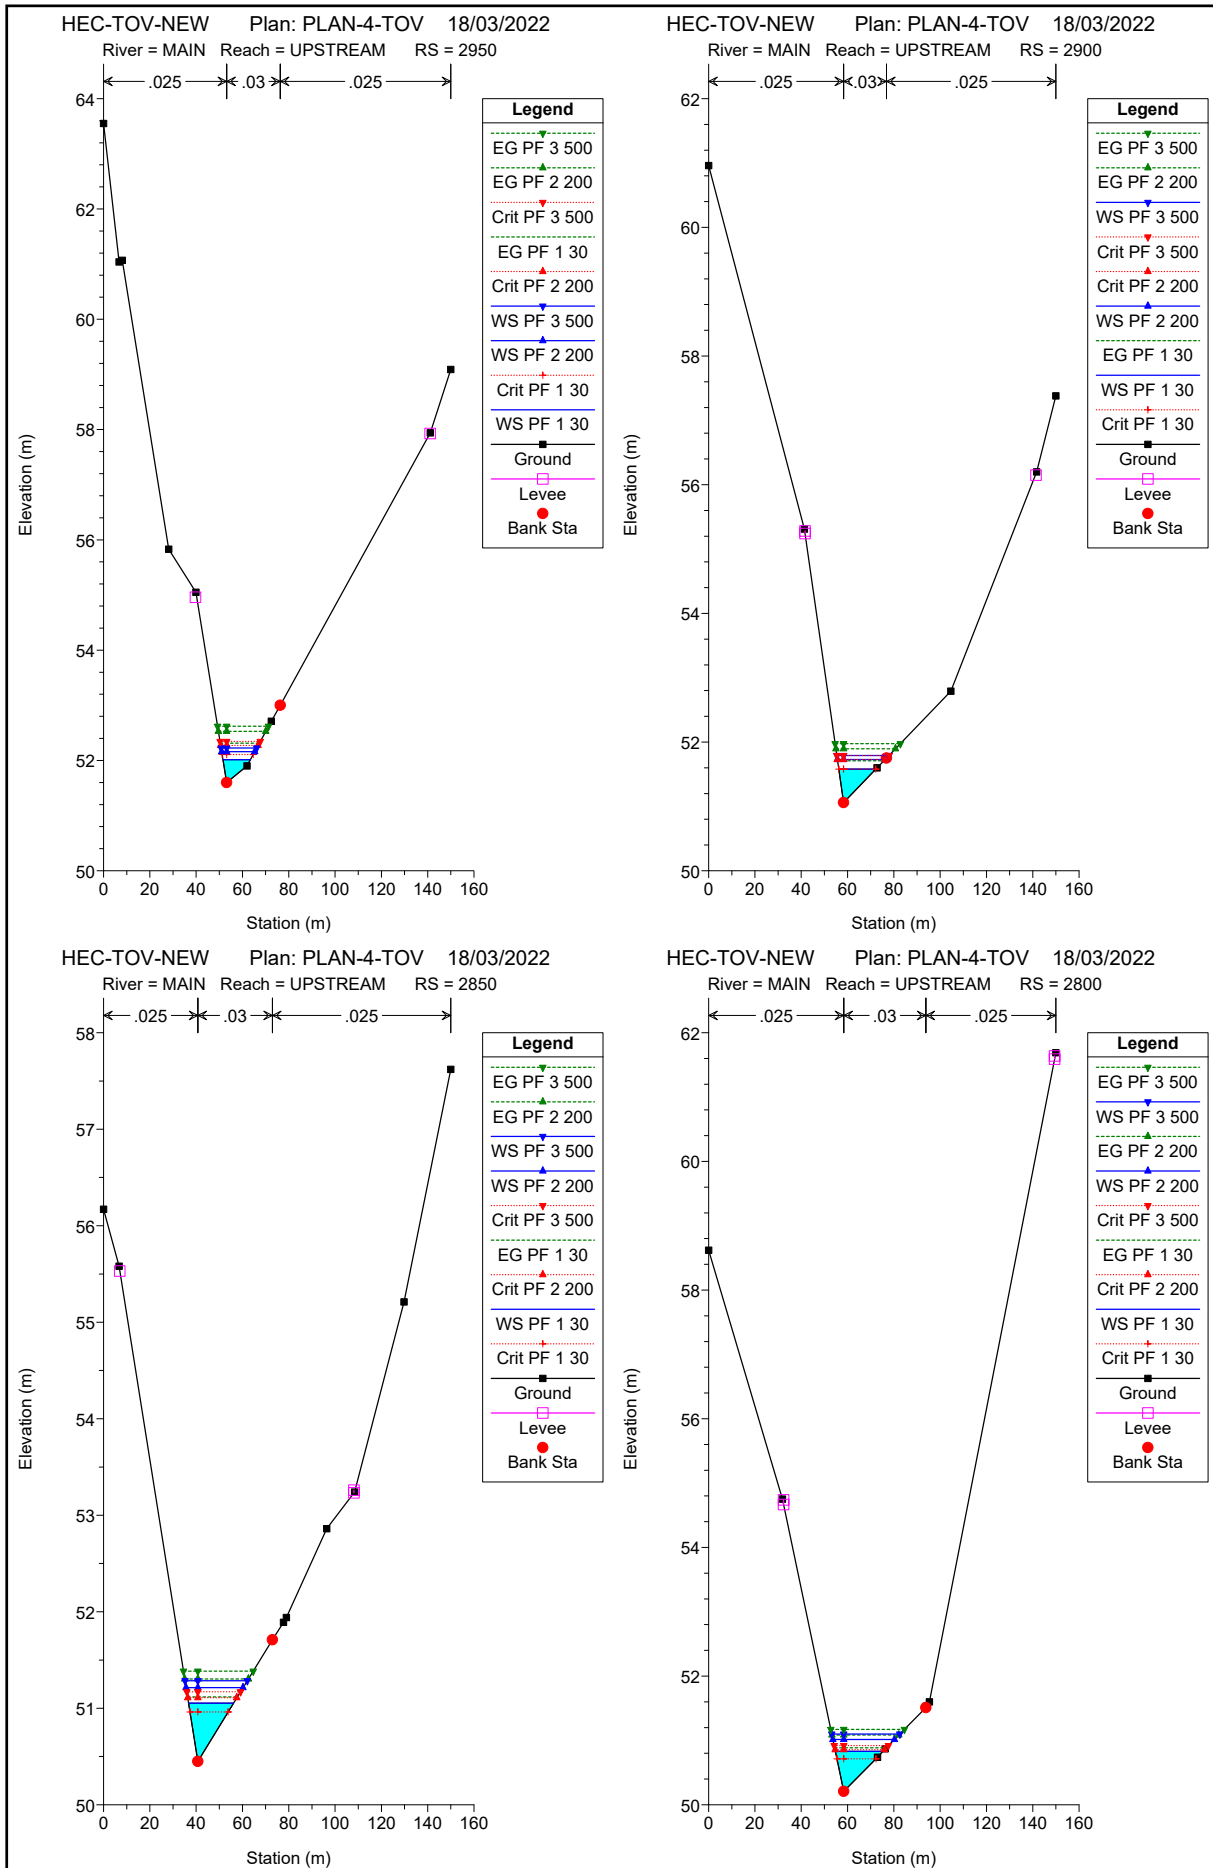 HEC-TOV-NEW Plan: PLAN-4-TOV 18/03/2022
River = MAIN Reach = UPSTREAM RS = 2950
.025 .03 .025
Legend
EG PF 3 500
EG PF 2 200
Crit PF 3 500
EG PF 1 30
Crit PF 2 200
WS PF 3 500
WS PF 2 200
Crit PF 1 30
WS PF 1 30
Ground
Levee
Bank Sta
64
62
60
58
56
54
52
50
Elevation (m)
0 20 40 60 80 100 120 140 160
Station (m)
HEC-TOV-NEW Plan: PLAN-4-TOV 18/03/2022
River = MAIN Reach = UPSTREAM RS = 2900
.025 .03 .025
Legend
EG PF 3 500
EG PF 2 200
WS PF 3 500
Crit PF 3 500
Crit PF 2 200
WS PF 2 200
EG PF 1 30
WS PF 1 30
Crit PF 1 30
Ground
Levee
Bank Sta
62
60
58
56
54
52
50
Elevation (m)
0 20 40 60 80 100 120 140 160
Station (m)
HEC-TOV-NEW Plan: PLAN-4-TOV 18/03/2022
River = MAIN Reach = UPSTREAM RS = 2850
.025 .03 .025
Legend
EG PF 3 500
EG PF 2 200
WS PF 3 500
WS PF 2 200
Crit PF 3 500
EG PF 1 30
Crit PF 2 200
WS PF 1 30
Crit PF 1 30
Ground
Levee
Bank Sta
58
57
56
55
54
53
52
51
50
Elevation (m)
0 20 40 60 80 100 120 140 160
Station (m)
HEC-TOV-NEW Plan: PLAN-4-TOV 18/03/2022
River = MAIN Reach = UPSTREAM RS = 2800
.025 .03 .025
Legend
EG PF 3 500
WS PF 3 500
EG PF 2 200
WS PF 2 200
Crit PF 3 500
EG PF 1 30
Crit PF 2 200
WS PF 1 30
Crit PF 1 30
Ground
Levee
Bank Sta
62
60
58
56
54
52
50
Elevation (m)
0 20 40 60 80 100 120 140 160
Station (m)